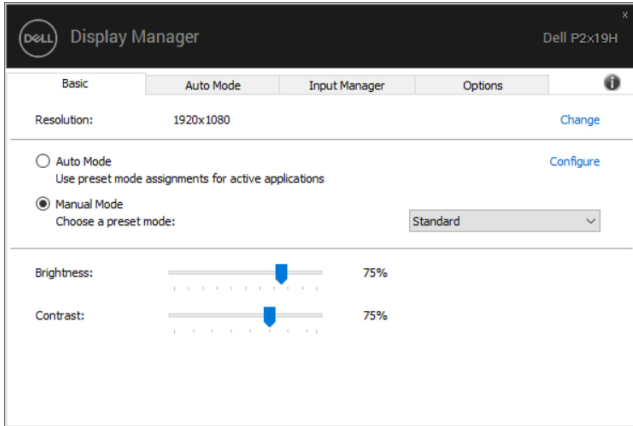 x
DELL Display Manager Dell P2x19H
Basic Auto Mode Input Manager Options
Resolution: 1920x1080 Change
Auto Mode Configure
Use preset mode assignments for active applications
Manual Mode
Choose a preset mode: Standard
Brightness: 75%
Contrast: 75%